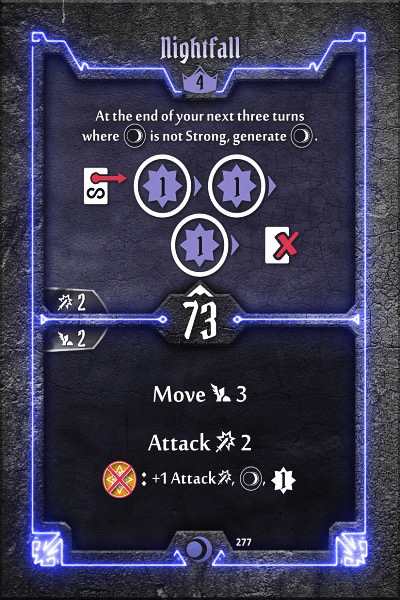 Nightfall
4
At the end of your next three turns
where is not Strong, generate .
S
1 1
1
2
73
2
Move 3
Attack 2
: +1 Attack , , 1
277